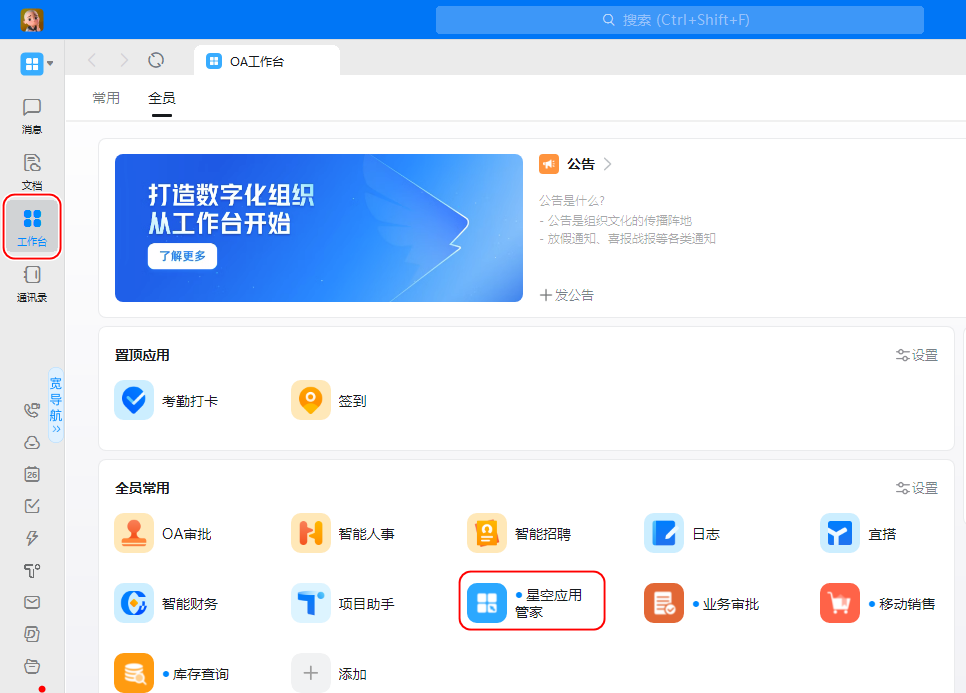 搜索 (Ctrl+Shift+F)
OA工作台
消息
文档
工作台
通讯录
宽导航
26
常用
全员
打造数字化组织
从工作台开始
了解更多
公告
公告是什么?
- 公告是组织文化的传播阵地
- 放假通知、喜报战报等各类通知
发公告
置顶应用
设置
考勤打卡
签到
全员常用
设置
OA审批
智能人事
智能招聘
日志
宜搭
智能财务
项目助手
星空应用
管家
业务审批
移动销售
库存查询
添加